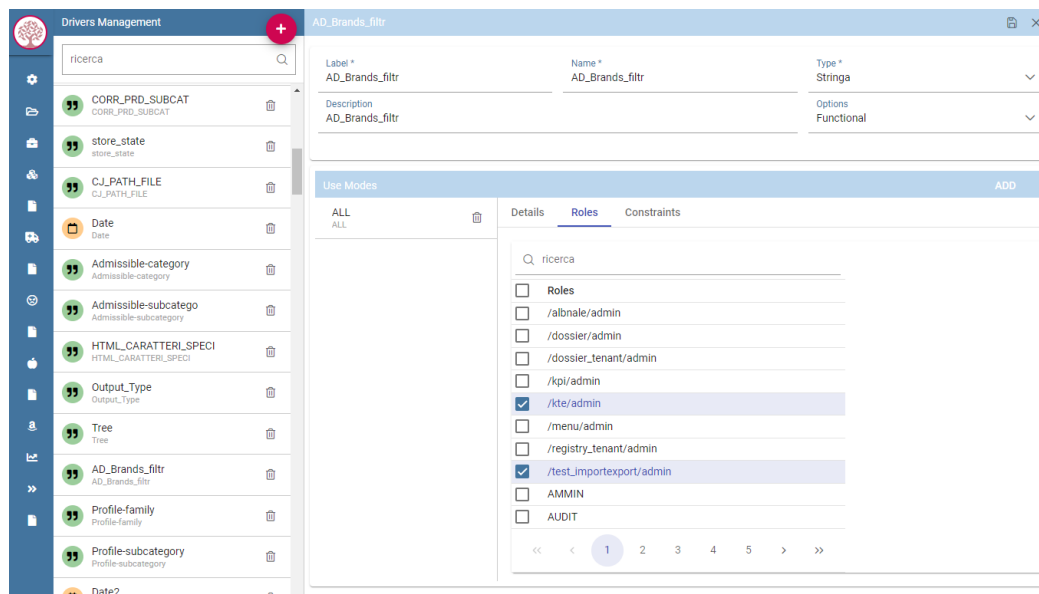 Drivers Management
+
AD_Brands_filtr
ricerca
CORR_PRD_SUBCAT
CORR_PRD_SUBCAT
store_state
store_state
CJ_PATH_FILE
CJ_PATH_FILE
Date
Date
Admissible-category
Admissible-category
Admissible-subcatego
Admissible-subcategory
HTML_CARATTERI_SPECI
HTML_CARATTERI_SPECI
Output_Type
Output_Type
Tree
Tree
AD_Brands_filtr
AD_Brands_filtr
Profile-family
Profile-family
Profile-subcategory
Profile-subcategory
Date2
Label *
AD_Brands_filtr
Name *
AD_Brands_filtr
Type *
Stringa
Description
AD_Brands_filtr
Options
Functional
Use Modes
ADD
ALL
ALL
Details Roles Constraints
ricerca
Roles
/albnale/admin
/dossier/admin
/dossier_tenant/admin
/kpi/admin
/kte/admin
/menu/admin
/registry_tenant/admin
/test_importexport/admin
AMMIN
AUDIT
1 2 3 4 5